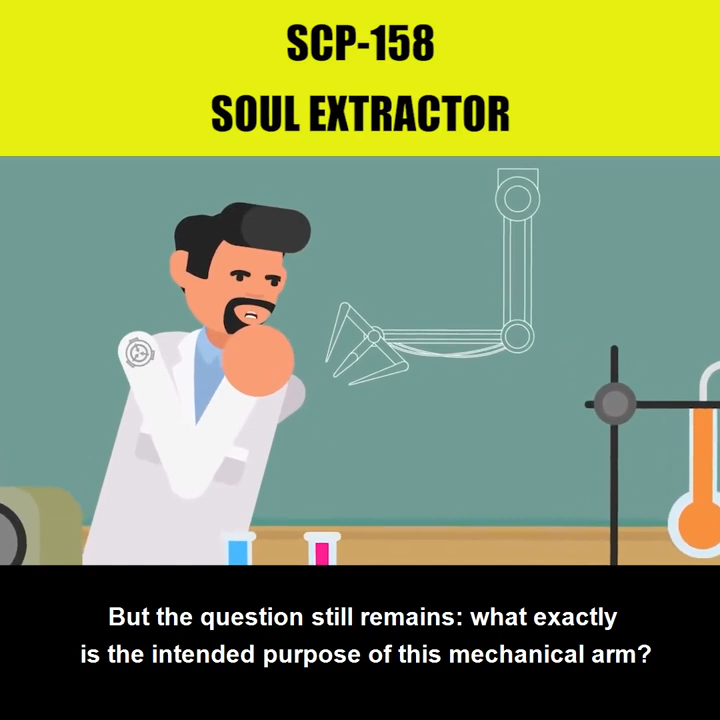 SCP-158
SOUL EXTRACTOR
But the question still remains: what exactly
is the intended purpose of this mechanical arm?